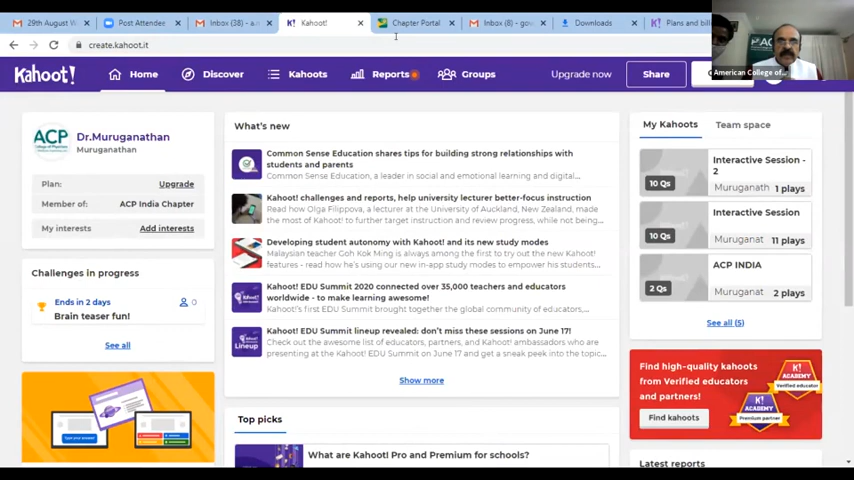 29th August W
Post Attendee
Inbox (38) - a.m
Kahoot!
Chapter Portal
Inbox (8) - gov
Downloads
Plans and billi
create.kahoot.it
Kahoot!
Home
Discover
Kahoots
Reports
Groups
Upgrade now
Share
American College of...
ACP
Dr.Muruganathan
Muruganathan
Plan:
Upgrade
Member of:
ACP India Chapter
My interests
Add interests
Challenges in progress
Ends in 2 days
0
Brain teaser fun!
See all
What's new
Common Sense Education shares tips for building strong relationships with
students and parents
Common Sense Education, a leader in social and emotional learning and digital...
Kahoot! challenges and reports, help university lecturer better-focus instruction
Read how Olga Filippova, a lecturer at the University of Auckland, New Zealand, made
the most of Kahoot! to further target instruction and review progress, while not being...
Developing student autonomy with Kahoot! and its new study modes
Malaysian teacher Goh Kok Ming is always among the first to try out the new Kahoot!
features - read how he's using our new in-app study modes to empower his students...
Kahoot! EDU Summit 2020 connected over 35,000 teachers and educators
worldwide - to make learning awesome!
Kahoot!'s first EDU Summit brought together the global community of educators,...
Kahoot! EDU Summit lineup revealed: don't miss these sessions on June 17!
Check out the awesome list of educators, partners, and Kahoot! ambassadors who are
presenting at the Kahoot! EDU Summit on June 17 and get a sneak peek into the topic...
Show more
Top picks
What are Kahoot! Pro and Premium for schools?
My Kahoots
Team space
Interactive Session -
2
10 Qs
Muruganath
1 plays
Interactive Session
10 Qs
Muruganat
11 plays
ACP INDIA
2 Qs
Muruganat
2 plays
See all (5)
Find high-quality kahoots
from Verified educators
and partners!
Find kahoots
K!
ACADEMY
Verified educator
K!
ACADEMY
Premium partner
Latest reports